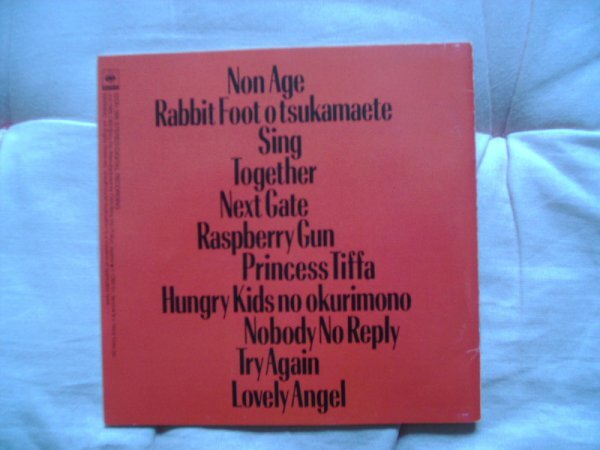 Non Age
Rabbit Foot o tsukamaete
Sing
Together
Next Gate
Raspberry Gun
Princess Tiffa
Hungry Kids no okurimono
Nobody No Reply
Try Again
Lovely Angel